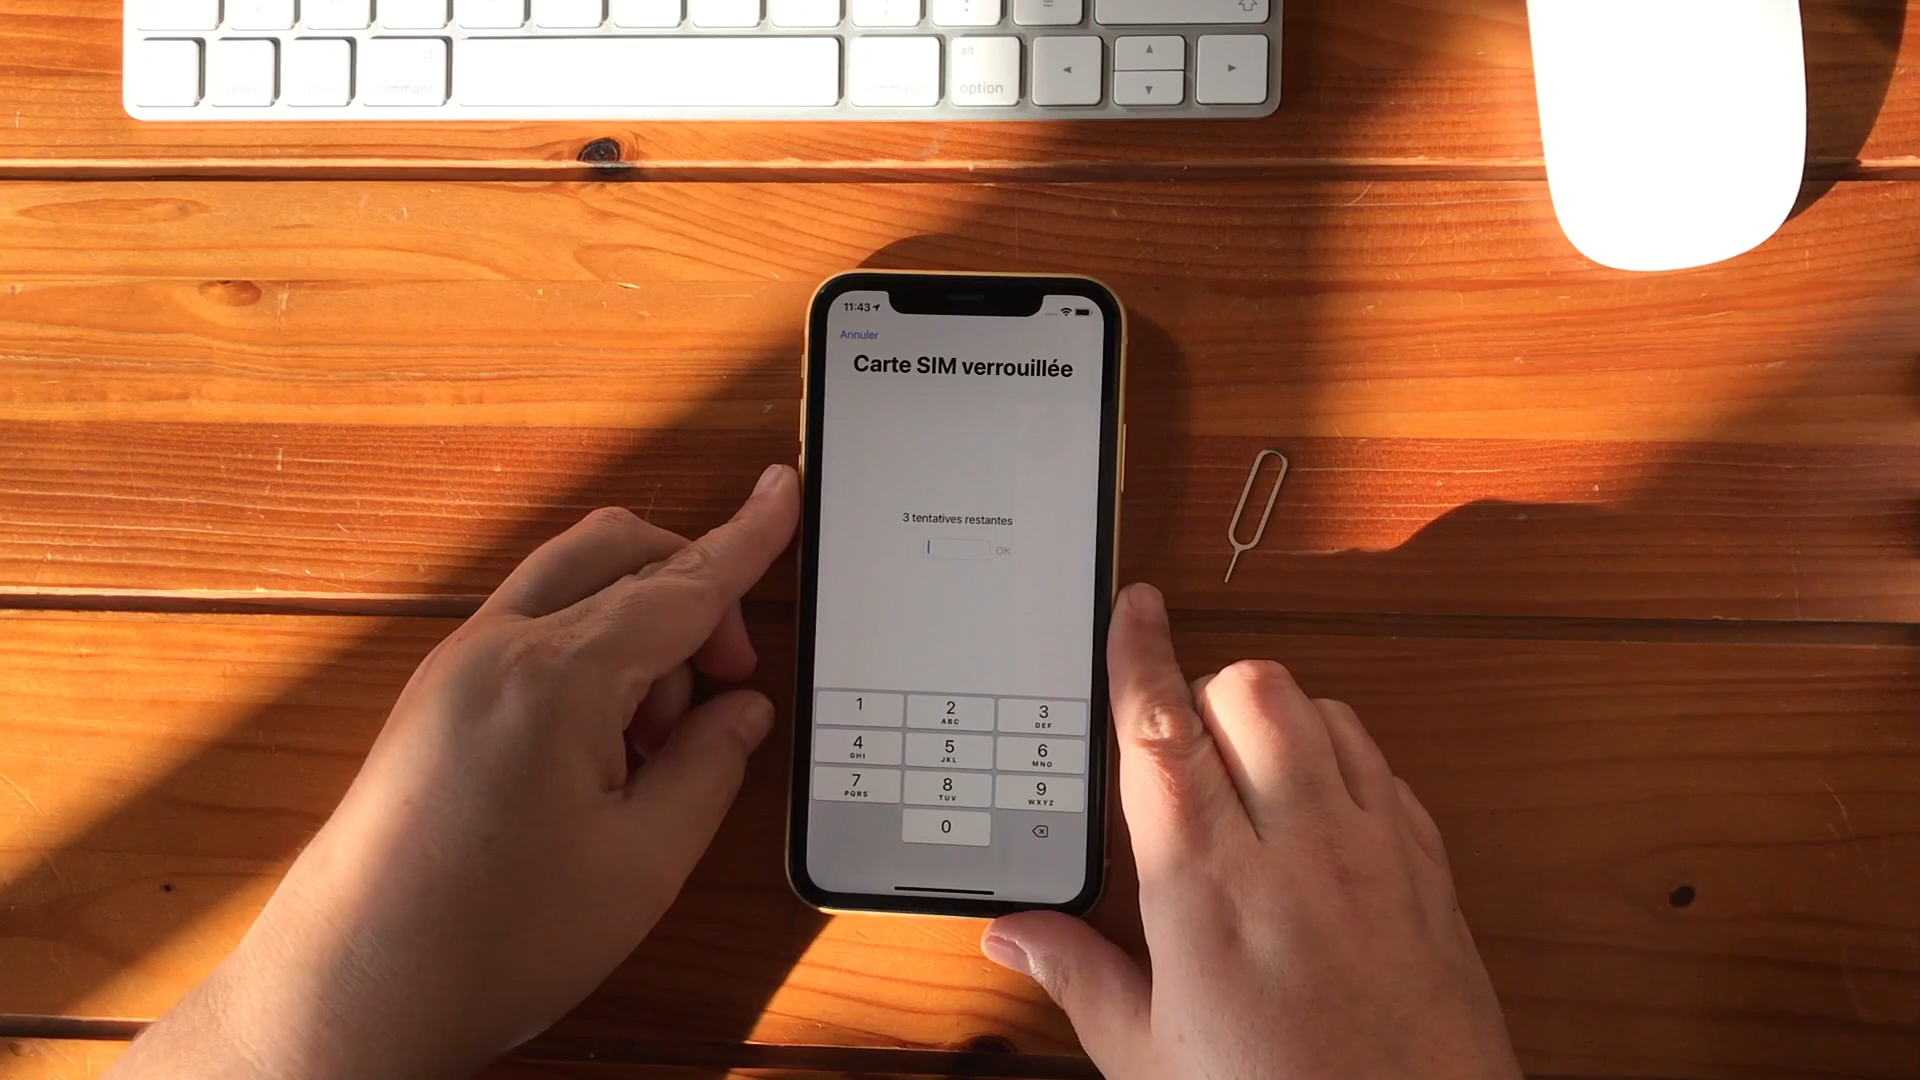 alt
option
11:43
Annuler
Carte SIM verrouillée
3 tentatives restantes
OK
1 2 3
ABC DEF
4 5 6
GHI JKL MNO
7 8 9
PQRS TUV WXYZ
0